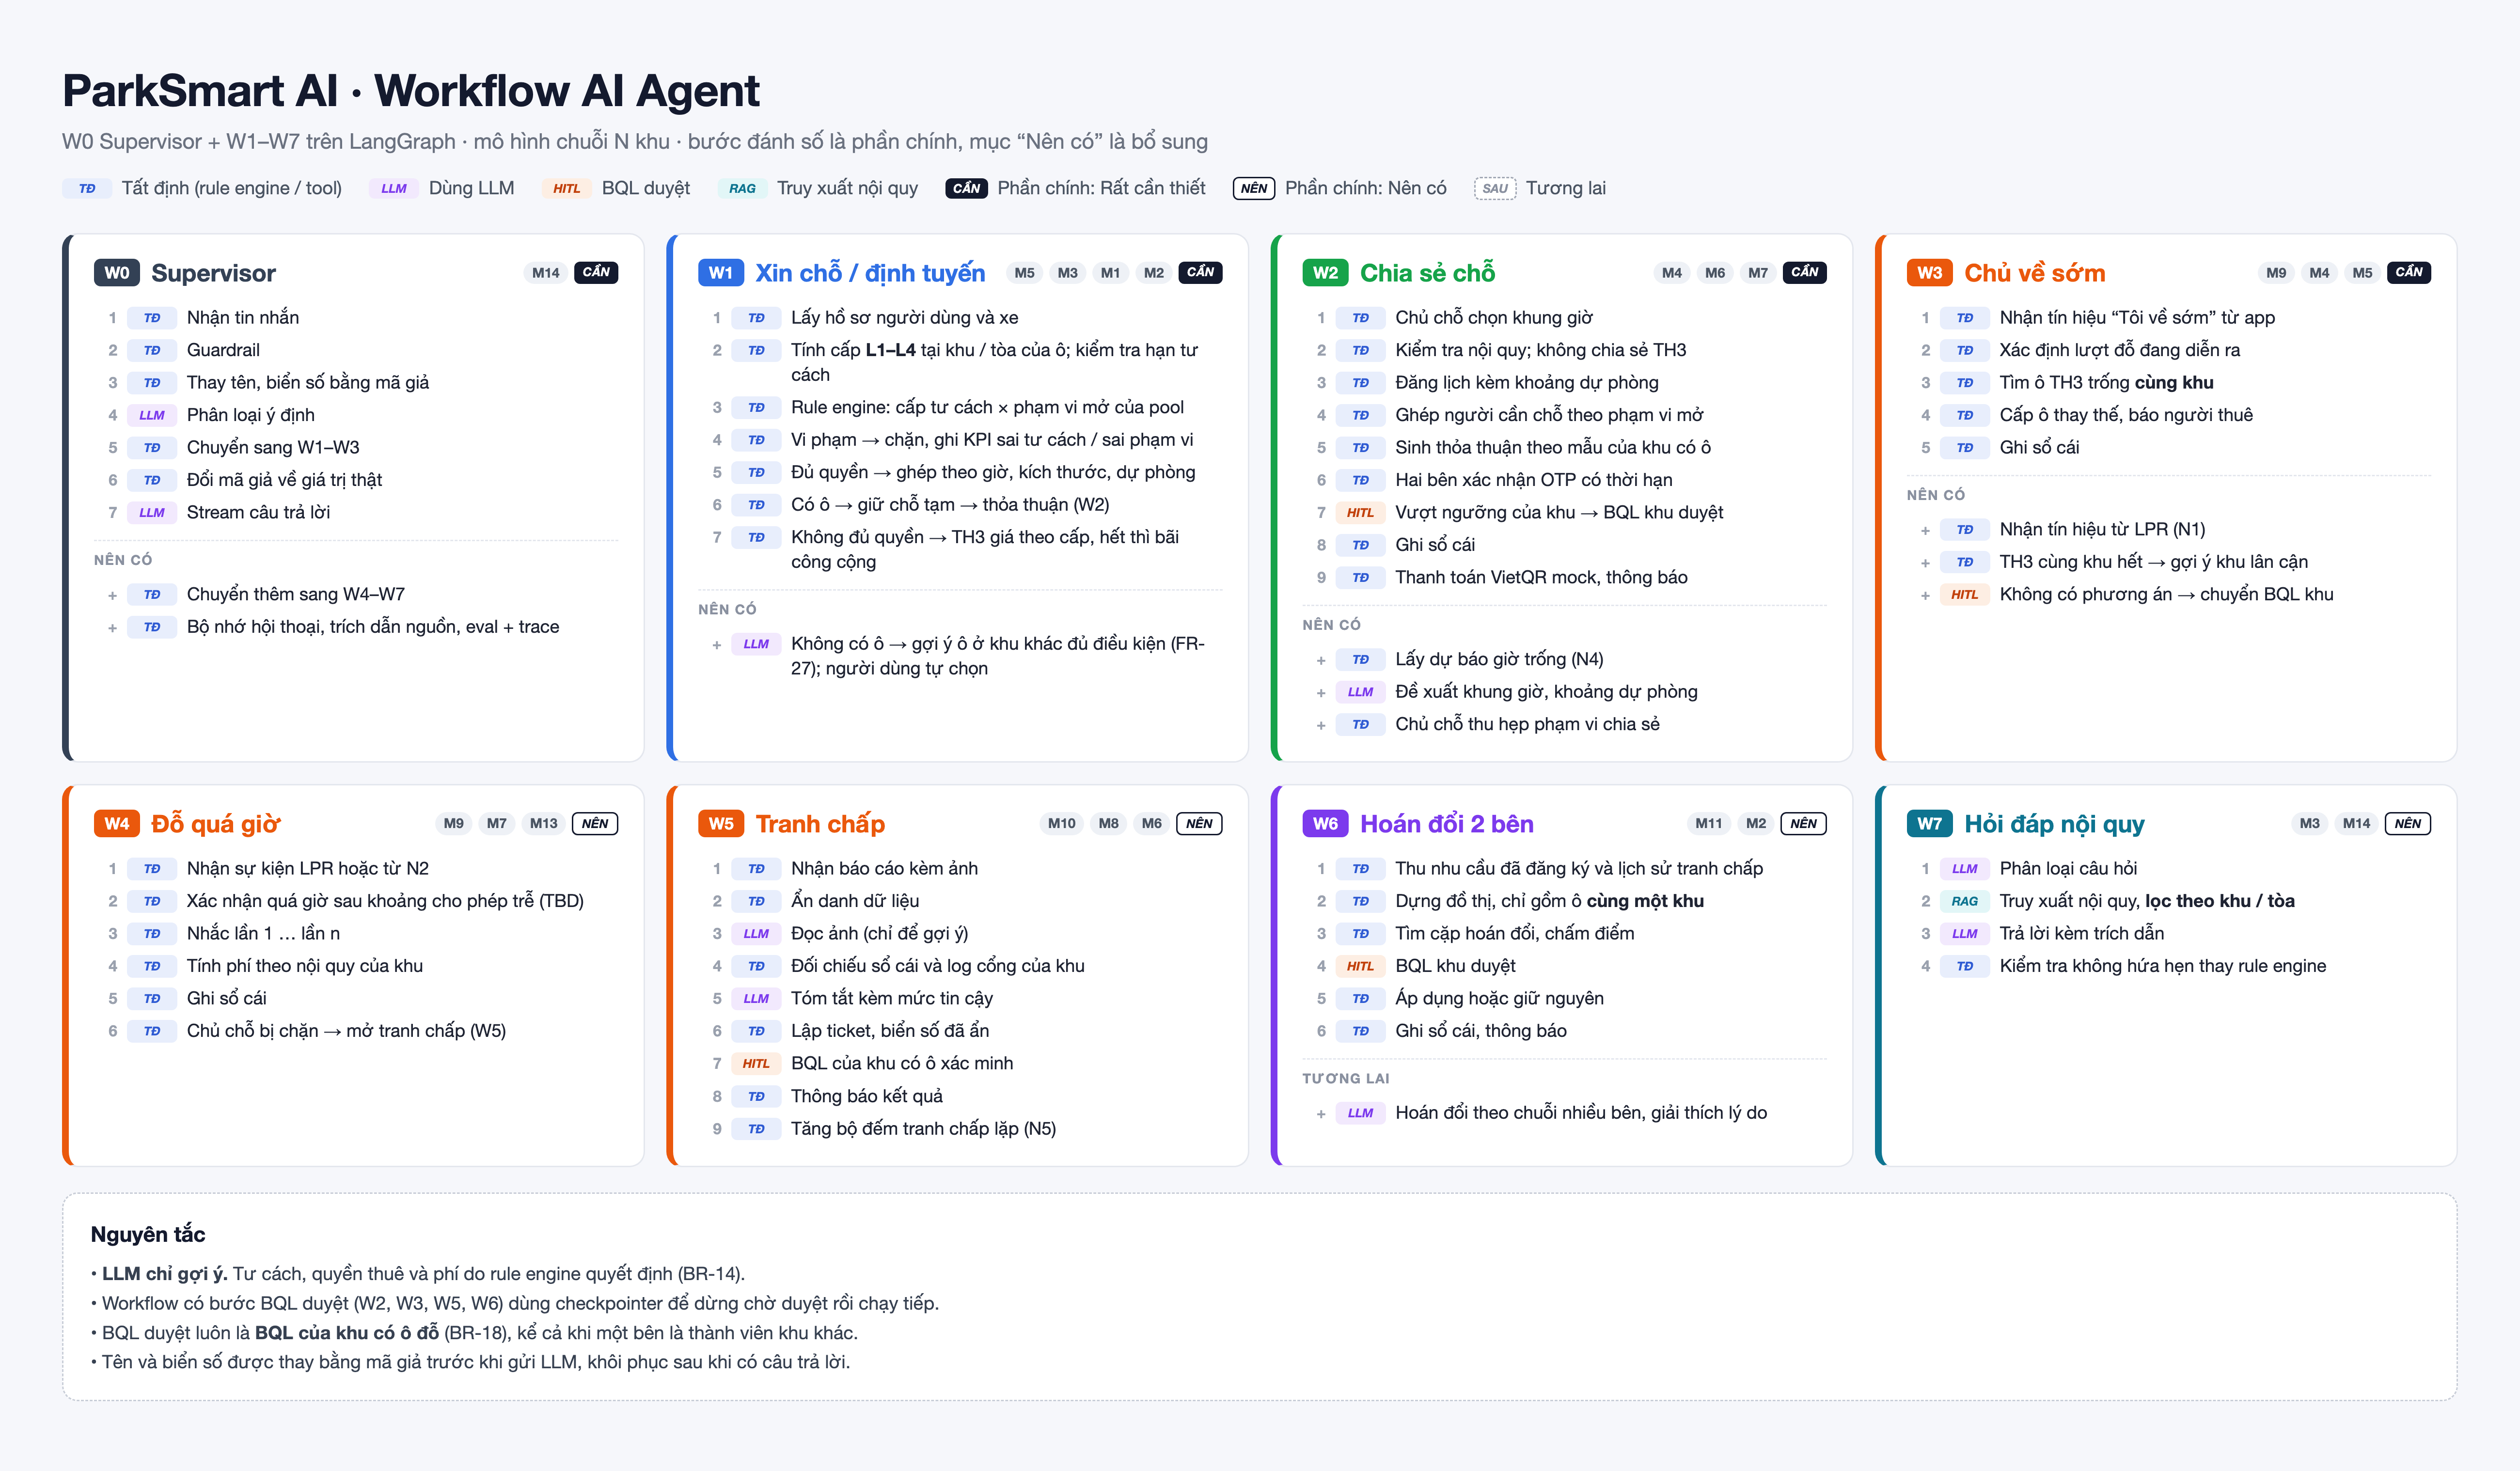 ParkSmart AI · Workflow AI Agent
W0 Supervisor + W1–W7 trên LangGraph · mô hình chuỗi N khu · bước đánh số là phần chính, mục “Nên có” là bổ sung
TĐ Tất định (rule engine / tool) LLM Dùng LLM HITL BQL duyệt RAG Truy xuất nội quy CẦN Phần chính: Rất cần thiết NÊN Phần chính: Nên có SAU Tương lai
W0 Supervisor M14 CẦN
1 TĐ Nhận tin nhắn
2 TĐ Guardrail
3 TĐ Thay tên, biển số bằng mã giả
4 LLM Phân loại ý định
5 TĐ Chuyển sang W1–W3
6 TĐ Đổi mã giả về giá trị thật
7 LLM Stream câu trả lời
NÊN CÓ
+ TĐ Chuyển thêm sang W4–W7
+ TĐ Bộ nhớ hội thoại, trích dẫn nguồn, eval + trace
W1 Xin chỗ / định tuyến M5 M3 M1 M2 CẦN
1 TĐ Lấy hồ sơ người dùng và xe
2 TĐ Tính cấp L1–L4 tại khu / tòa của ô; kiểm tra hạn tư
cách
3 TĐ Rule engine: cấp tư cách × phạm vi mở của pool
4 TĐ Vi phạm → chặn, ghi KPI sai tư cách / sai phạm vi
5 TĐ Đủ quyền → ghép theo giờ, kích thước, dự phòng
6 TĐ Có ô → giữ chỗ tạm → thỏa thuận (W2)
7 TĐ Không đủ quyền → TH3 giá theo cấp, hết thì bãi
công cộng
NÊN CÓ
+ LLM Không có ô → gợi ý ô ở khu khác đủ điều kiện (FR-
27); người dùng tự chọn
W2 Chia sẻ chỗ M4 M6 M7 CẦN
1 TĐ Chủ chỗ chọn khung giờ
2 TĐ Kiểm tra nội quy; không chia sẻ TH3
3 TĐ Đăng lịch kèm khoảng dự phòng
4 TĐ Ghép người cần chỗ theo phạm vi mở
5 TĐ Sinh thỏa thuận theo mẫu của khu có ô
6 TĐ Hai bên xác nhận OTP có thời hạn
7 HITL Vượt ngưỡng của khu → BQL khu duyệt
8 TĐ Ghi sổ cái
9 TĐ Thanh toán VietQR mock, thông báo
NÊN CÓ
+ TĐ Lấy dự báo giờ trống (N4)
+ LLM Đề xuất khung giờ, khoảng dự phòng
+ TĐ Chủ chỗ thu hẹp phạm vi chia sẻ
W3 Chủ về sớm M9 M4 M5 CẦN
1 TĐ Nhận tín hiệu “Tôi về sớm” từ app
2 TĐ Xác định lượt đỗ đang diễn ra
3 TĐ Tìm ô TH3 trống cùng khu
4 TĐ Cấp ô thay thế, báo người thuê
5 TĐ Ghi sổ cái
NÊN CÓ
+ TĐ Nhận tín hiệu từ LPR (N1)
+ TĐ TH3 cùng khu hết → gợi ý khu lân cận
+ HITL Không có phương án → chuyển BQL khu
W4 Đỗ quá giờ M9 M7 M13 NÊN
1 TĐ Nhận sự kiện LPR hoặc từ N2
2 TĐ Xác nhận quá giờ sau khoảng cho phép trễ (TBD)
3 TĐ Nhắc lần 1 … lần n
4 TĐ Tính phí theo nội quy của khu
5 TĐ Ghi sổ cái
6 TĐ Chủ chỗ bị chặn → mở tranh chấp (W5)
W5 Tranh chấp M10 M8 M6 NÊN
1 TĐ Nhận báo cáo kèm ảnh
2 TĐ Ẩn danh dữ liệu
3 LLM Đọc ảnh (chỉ để gợi ý)
4 TĐ Đối chiếu sổ cái và log cổng của khu
5 LLM Tóm tắt kèm mức tin cậy
6 TĐ Lập ticket, biển số đã ẩn
7 HITL BQL của khu có ô xác minh
8 TĐ Thông báo kết quả
9 TĐ Tăng bộ đếm tranh chấp lặp (N5)
W6 Hoán đổi 2 bên M11 M2 NÊN
1 TĐ Thu nhu cầu đã đăng ký và lịch sử tranh chấp
2 TĐ Dựng đồ thị, chỉ gồm ô cùng một khu
3 TĐ Tìm cặp hoán đổi, chấm điểm
4 HITL BQL khu duyệt
5 TĐ Áp dụng hoặc giữ nguyên
6 TĐ Ghi sổ cái, thông báo
TƯƠNG LAI
+ LLM Hoán đổi theo chuỗi nhiều bên, giải thích lý do
W7 Hỏi đáp nội quy M3 M14 NÊN
1 LLM Phân loại câu hỏi
2 RAG Truy xuất nội quy, lọc theo khu / tòa
3 LLM Trả lời kèm trích dẫn
4 TĐ Kiểm tra không hứa hẹn thay rule engine
Nguyên tắc
• LLM chỉ gợi ý. Tư cách, quyền thuê và phí do rule engine quyết định (BR-14).
• Workflow có bước BQL duyệt (W2, W3, W5, W6) dùng checkpointer để dừng chờ duyệt rồi chạy tiếp.
• BQL duyệt luôn là BQL của khu có ô đỗ (BR-18), kể cả khi một bên là thành viên khu khác.
• Tên và biển số được thay bằng mã giả trước khi gửi LLM, khôi phục sau khi có câu trả lời.